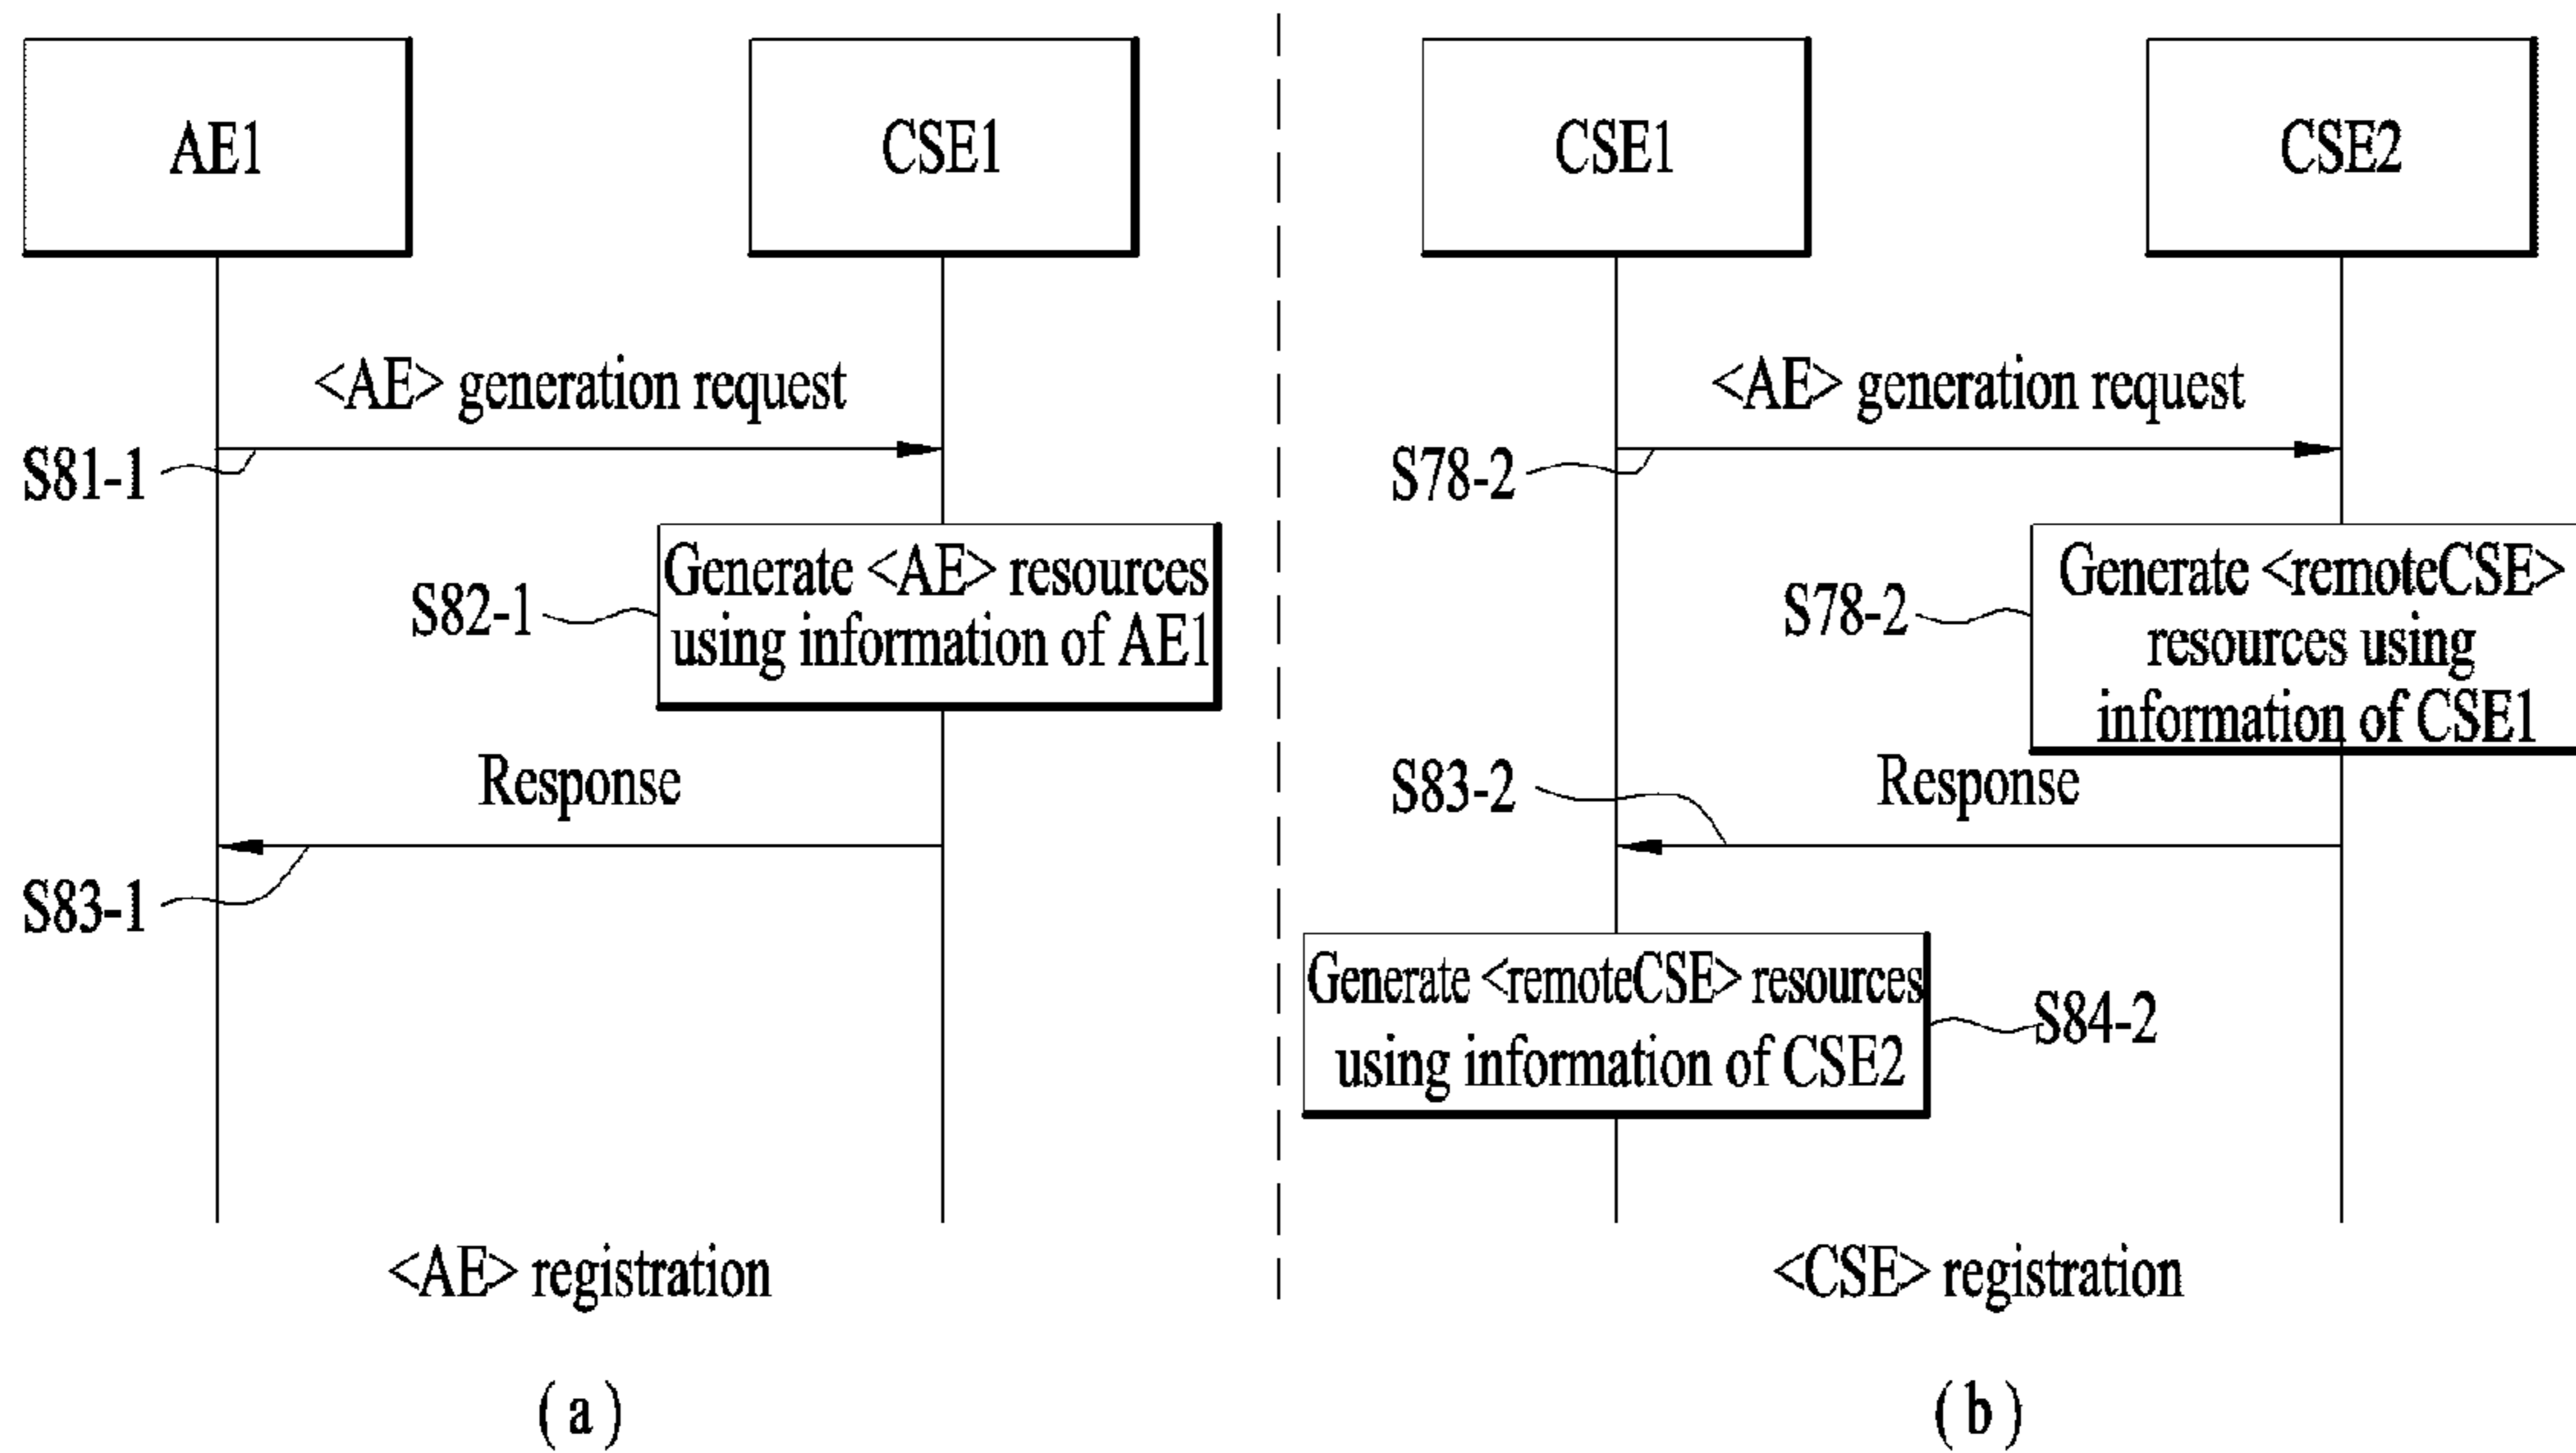 AE1
CSE1
<AE> generation request
S81-1
S82-1
Generate <AE> resources
using information of AE1
Response
S83-1
<AE> registration
(a)
CSE1
CSE2
<AE> generation request
S78-2
S78-2
Generate <remoteCSE>
resources using
information of CSE1
S83-2
Response
Generate <remoteCSE> resources
using information of CSE2
S84-2
<CSE> registration
(b)